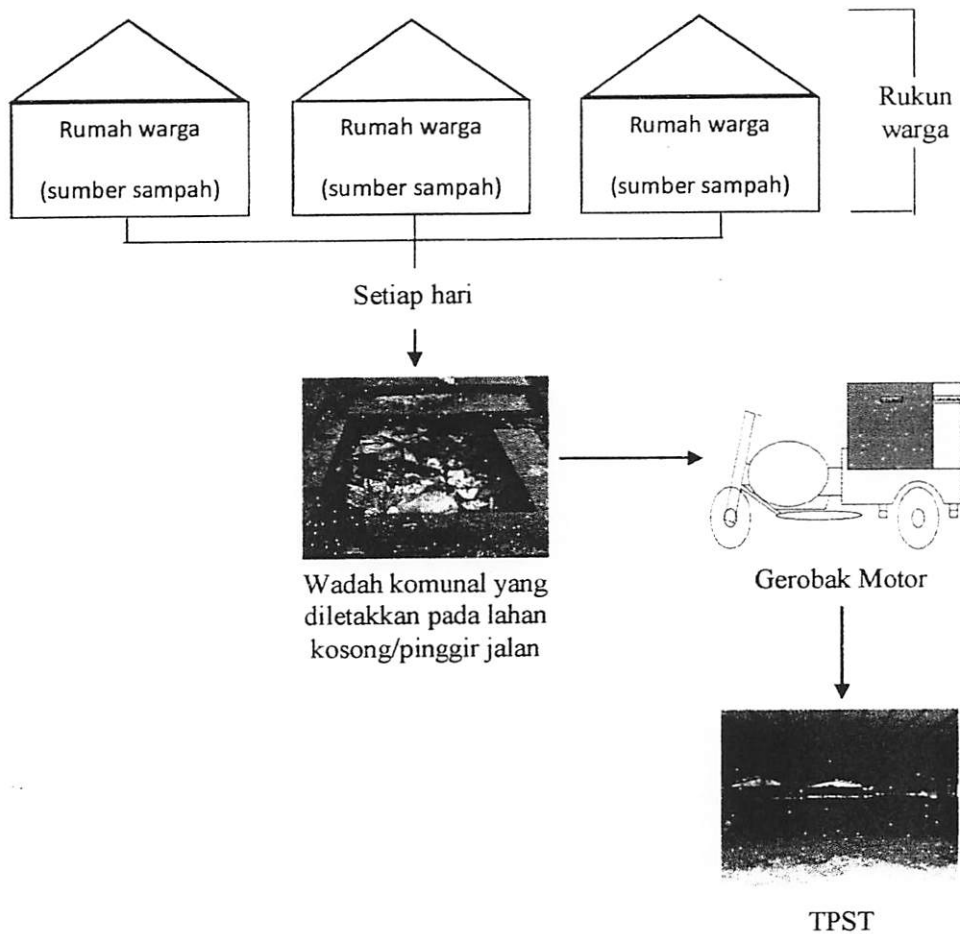 Rumah warga
(sumber sampah)
Rumah warga
(sumber sampah)
Rumah warga
(sumber sampah)
Rukun
warga
Setiap hari
Wadah komunal yang
diletakkan pada lahan
kosong/pinggir jalan
Gerobak Motor
TPST